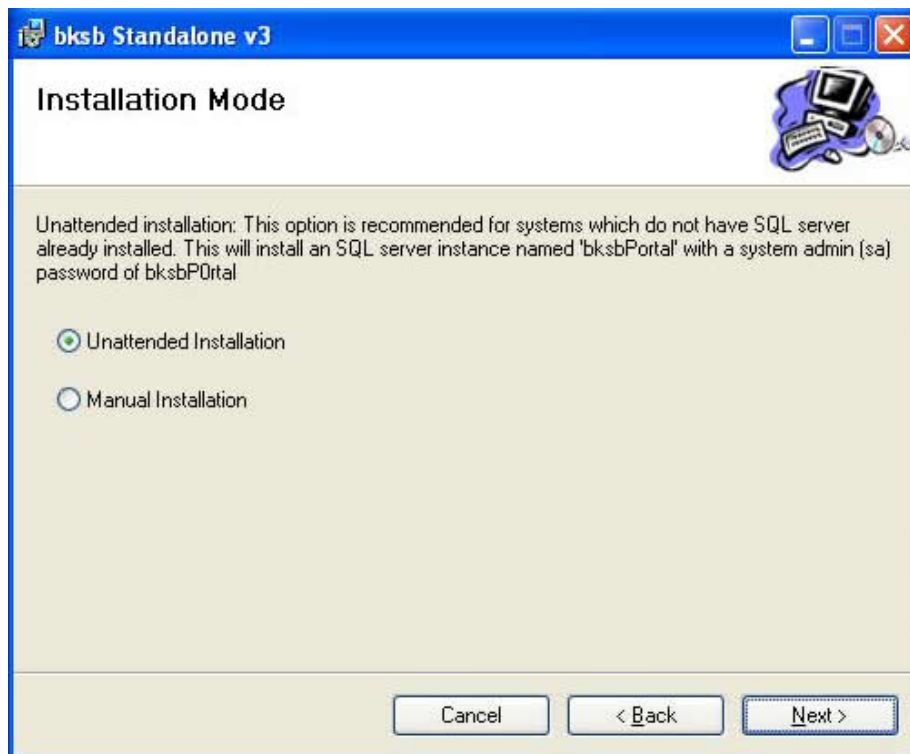 bksb Standalone v3
Installation Mode
Unattended installation: This option is recommended for systems which do not have SQL server
already installed. This will install an SQL server instance named 'bksbPortal' with a system admin (sa)
password of bksbP0rtal
Unattended Installation
Manual Installation
Cancel
< Back
Next >